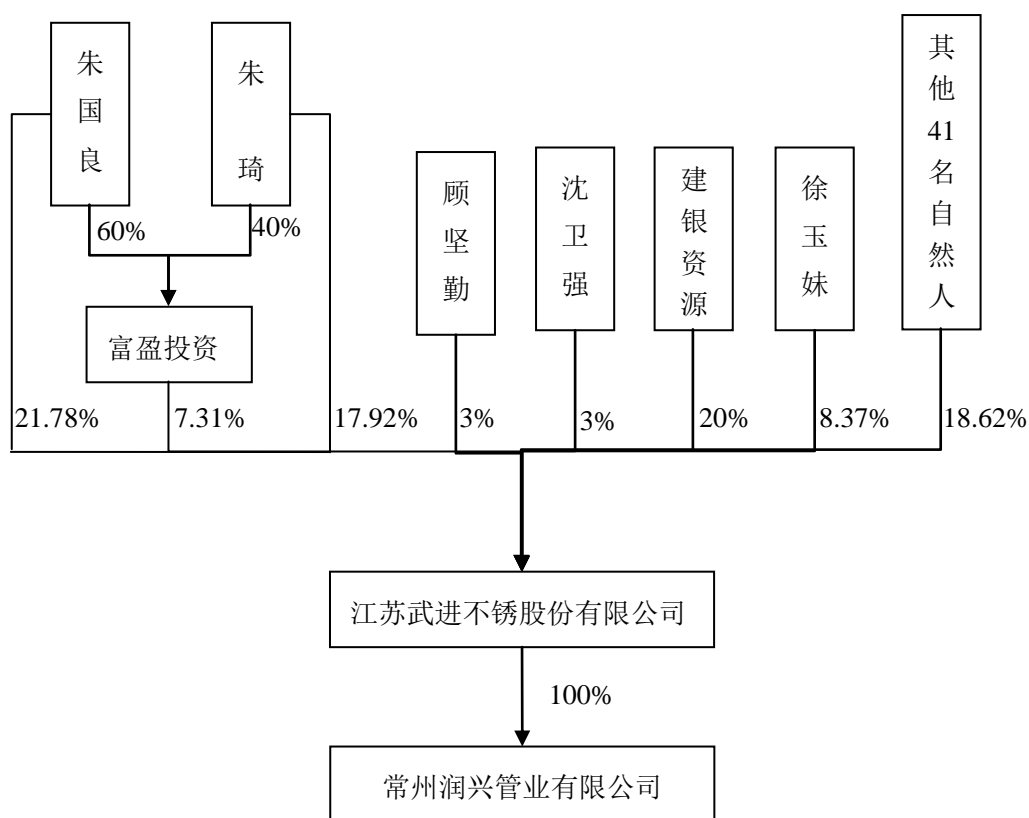 朱国良
朱琦
顾坚勤
沈卫强
建银资源
徐玉妹
其他41名自然人
60%
40%
富盈投资
21.78%
7.31%
17.92%
3%
3%
20%
8.37%
18.62%
江苏武进不锈股份有限公司
100%
常州润兴管业有限公司